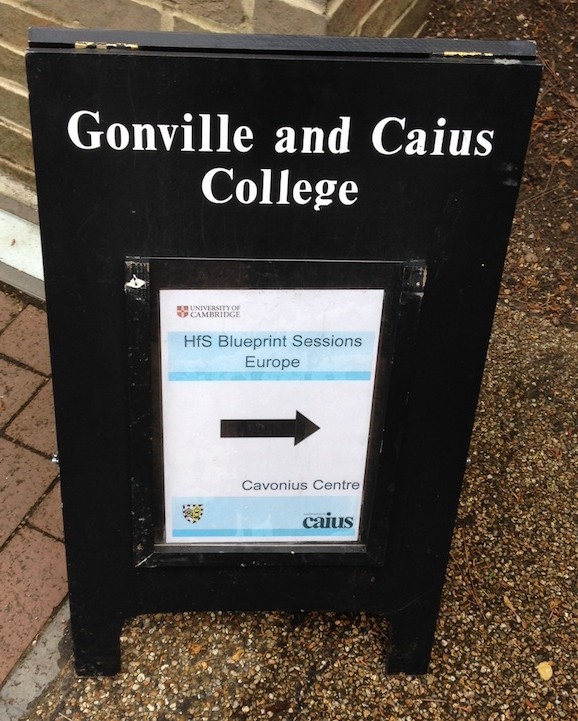 Gonville and Caius
College
UNIVERSITY OF
CAMBRIDGE
HfS Blueprint Sessions
Europe
Cavonius Centre
caius